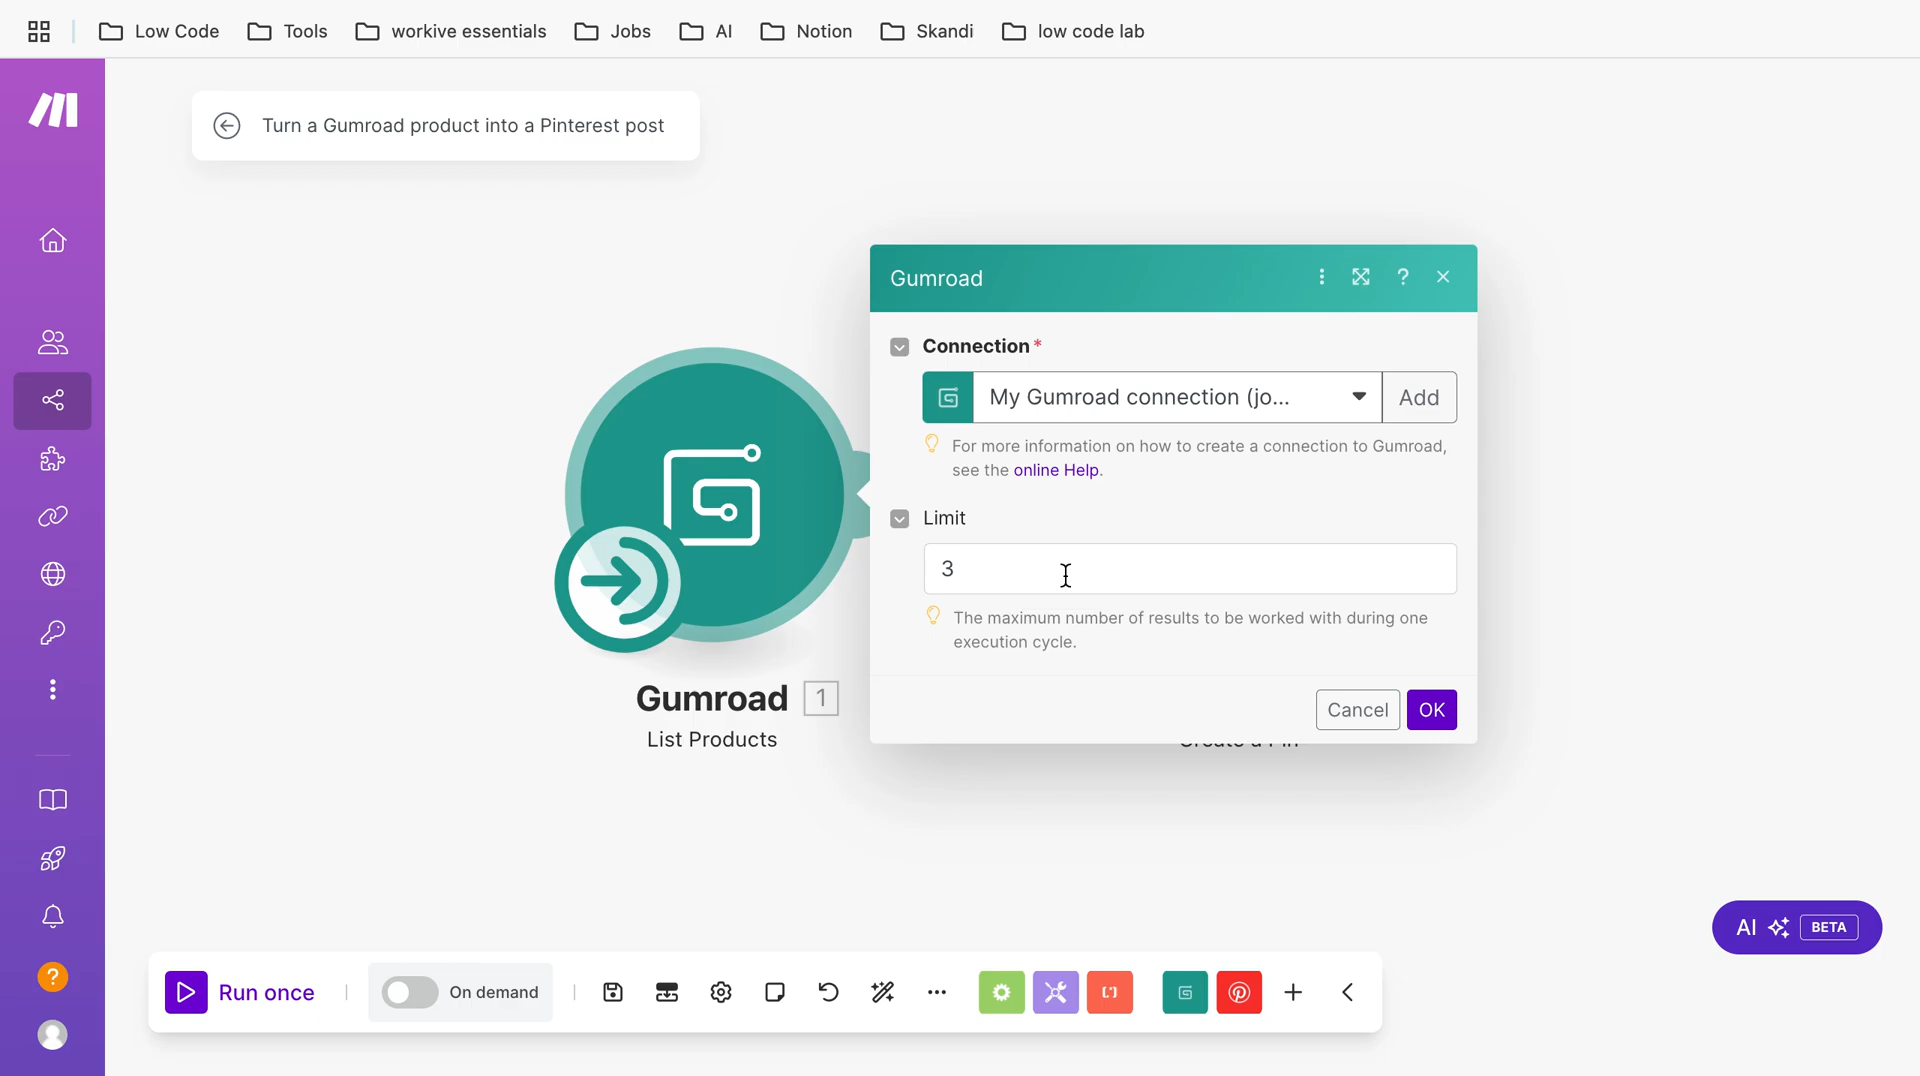 Low Code
Tools
workive essentials
Jobs
AI
Notion
Skandi
low code lab
Turn a Gumroad product into a Pinterest post
Gumroad
?
Connection*
My Gumroad connection (jo...
Add
For more information on how to create a connection to Gumroad,
see the online Help.
Limit
3
The maximum number of results to be worked with during one
execution cycle.
Cancel
OK
Gumroad 1
List Products
Create a Pin
AI BETA
?
Run once
On demand